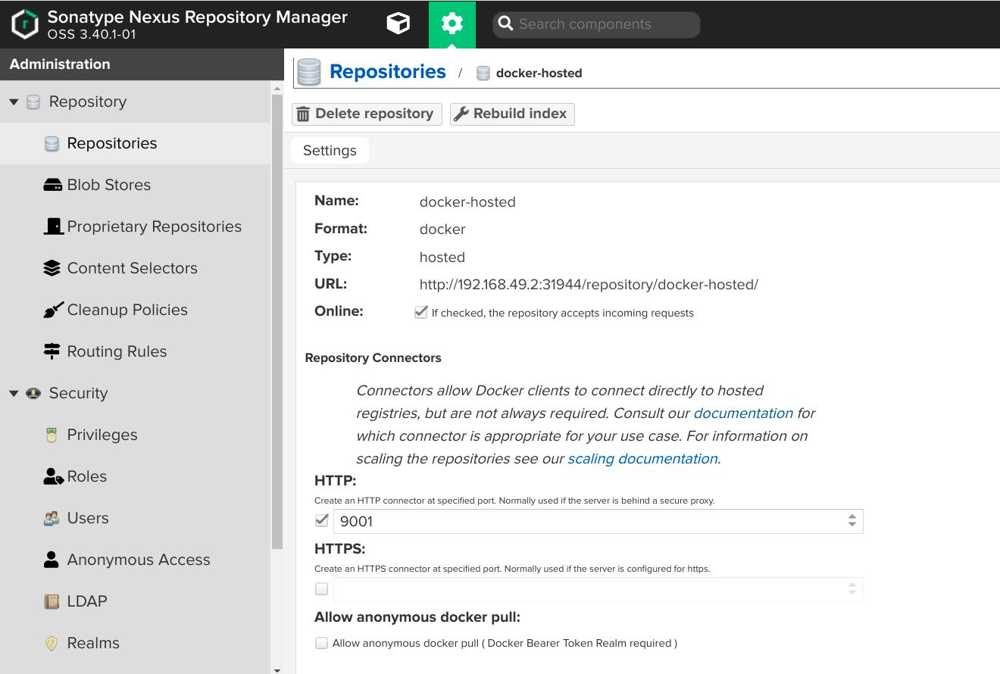 Sonatype Nexus Repository Manager
OSS 3.40.1-01
Search components
Administration
Repositories / docker-hosted
Repository
Delete repository
Rebuild index
Repositories
Settings
Blob Stores
Proprietary Repositories
Content Selectors
Cleanup Policies
Routing Rules
Security
Privileges
Roles
Users
Anonymous Access
LDAP
Realms
Name: docker-hosted
Format: docker
Type: hosted
URL: http://192.168.49.2:31944/repository/docker-hosted/
Online: If checked, the repository accepts incoming requests
Repository Connectors
Connectors allow Docker clients to connect directly to hosted
registries, but are not always required. Consult our documentation for
which connector is appropriate for your use case. For information on
scaling the repositories see our scaling documentation.
HTTP:
Create an HTTP connector at specified port. Normally used if the server is behind a secure proxy.
9001
HTTPS:
Create an HTTPS connector at specified port. Normally used if the server is configured for https.
Allow anonymous docker pull:
Allow anonymous docker pull ( Docker Bearer Token Realm required )